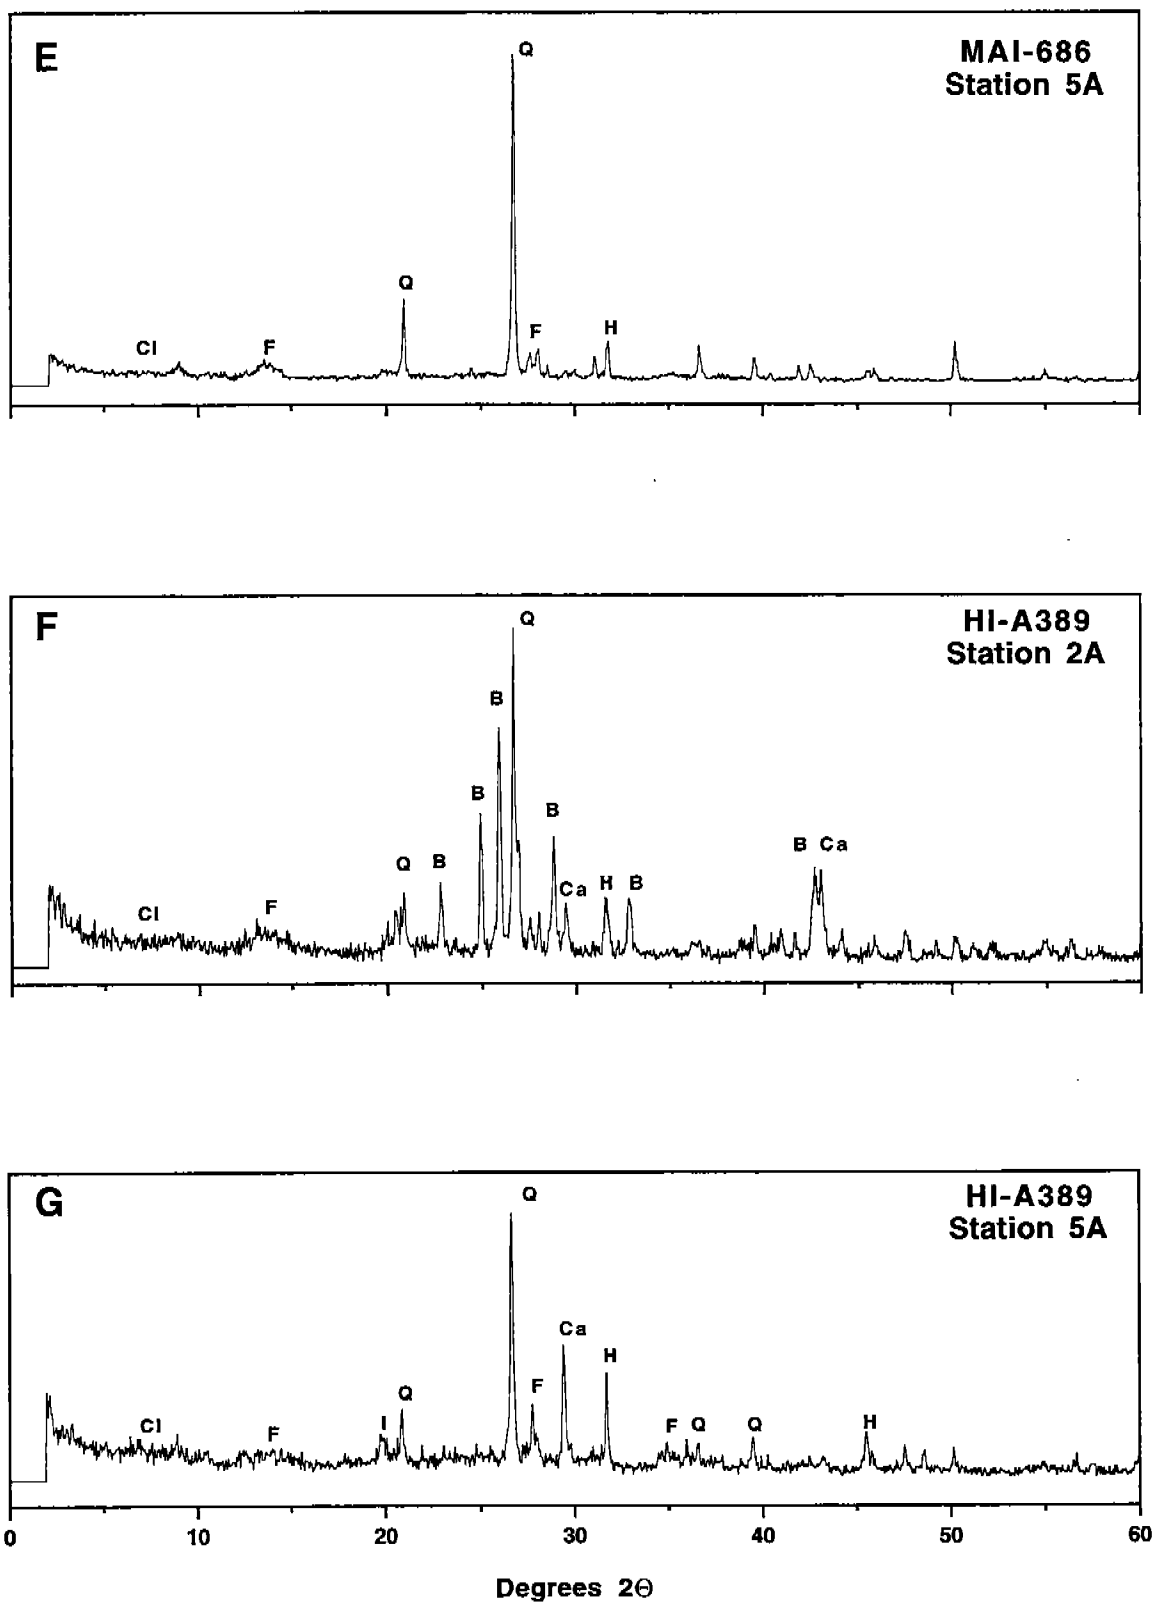 E
MAI-686
Station 5A
Q
Q
Cl
F
F
H
F
HI-A389
Station 2A
Q
B
B
B
Q
B
Ca
H
B
B Ca
Cl
F
G
HI-A389
Station 5A
Q
Ca
H
F
Q
I
Cl
F
F
Q
Q
H
0 10 20 30 40 50 60
Degrees 2Θ